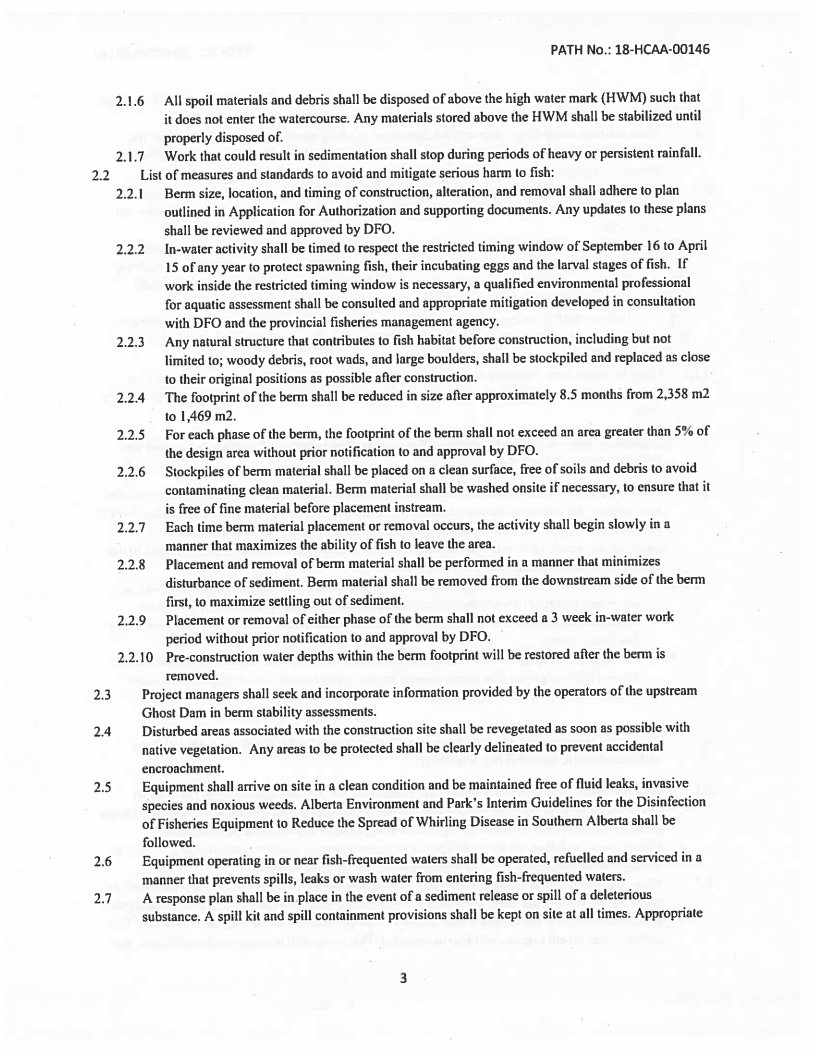 PATH No.: 18-HCAA-00146
2.1.6 All spoil materials and debris shall be disposed of above the high water mark (HWM) such that
it does not enter the watercourse. Any materials stored above the HWM shall be stabilized until
properly disposed of.
2.1.7 Work that could result in sedimentation shall stop during periods of heavy or persistent rainfall.
2.2 List of measures and standards to avoid and mitigate serious harm to fish:
2.2.1 Berm size, location, and timing of construction, alteration, and removal shall adhere to plan
outlined in Application for Authorization and supporting documents. Any updates to these plans
shall be reviewed and approved by DFO.
2.2.2 In-water activity shall be timed to respect the restricted timing window of September 16 to April
15 of any year to protect spawning fish, their incubating eggs and the larval stages of fish. If
work inside the restricted timing window is necessary, a qualified environmental professional
for aquatic assessment shall be consulted and appropriate mitigation developed in consultation
with DFO and the provincial fisheries management agency.
2.2.3 Any natural structure that contributes to fish habitat before construction, including but not
limited to; woody debris, root wads, and large boulders, shall be stockpiled and replaced as close
to their original positions as possible after construction.
2.2.4 The footprint of the berm shall be reduced in size after approximately 8.5 months from 2,358 m2
to 1,469 m2.
2.2.5 For each phase of the berm, the footprint of the berm shall not exceed an area greater than 5% of
the design area without prior notification to and approval by DFO.
2.2.6 Stockpiles of berm material shall be placed on a clean surface, free of soils and debris to avoid
contaminating clean material. Berm material shall be washed onsite if necessary, to ensure that it
is free of fine material before placement instream.
2.2.7 Each time berm material placement or removal occurs, the activity shall begin slowly in a
manner that maximizes the ability of fish to leave the area.
2.2.8 Placement and removal of berm material shall be performed in a manner that minimizes
disturbance of sediment. Berm material shall be removed from the downstream side of the berm
first, to maximize settling out of sediment.
2.2.9 Placement or removal of either phase of the berm shall not exceed a 3 week in-water work
period without prior notification to and approval by DFO.
2.2.10 Pre-construction water depths within the berm footprint will be restored after the berm is
removed.
2.3 Project managers shall seek and incorporate information provided by the operators of the upstream
Ghost Dam in berm stability assessments.
2.4 Disturbed areas associated with the construction site shall be revegetated as soon as possible with
native vegetation. Any areas to be protected shall be clearly delineated to prevent accidental
encroachment.
2.5 Equipment shall arrive on site in a clean condition and be maintained free of fluid leaks, invasive
species and noxious weeds. Alberta Environment and Park's Interim Guidelines for the Disinfection
of Fisheries Equipment to Reduce the Spread of Whirling Disease in Southern Alberta shall be
followed.
2.6 Equipment operating in or near fish-frequented waters shall be operated, refuelled and serviced in a
manner that prevents spills, leaks or wash water from entering fish-frequented waters.
2.7 A response plan shall be in place in the event of a sediment release or spill of a deleterious
substance. A spill kit and spill containment provisions shall be kept on site at all times. Appropriate
3